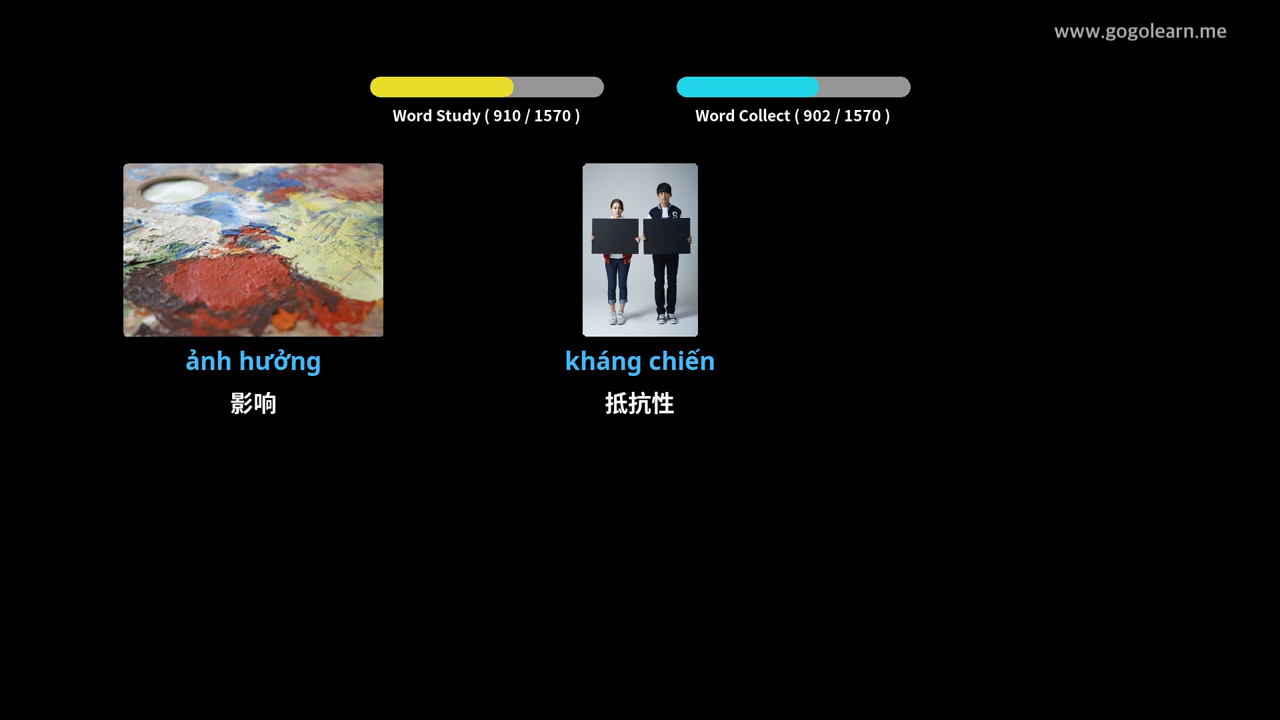 www.gogolearn.me
Word Study ( 910 / 1570 )
Word Collect ( 902 / 1570 )
ảnh hưởng
影响
kháng chiến
抵抗性